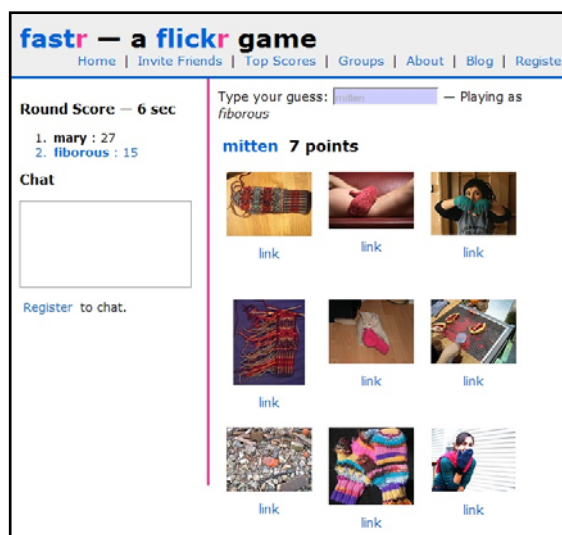 fastr — a flickr game
Home | Invite Friends | Top Scores | Groups | About | Blog | Registe
Round Score — 6 sec
1. mary : 27
2. fiborous : 15
Chat
Register to chat.
Type your guess: mitten — Playing as
fiborous
mitten 7 points
link link link
link link link
link link link